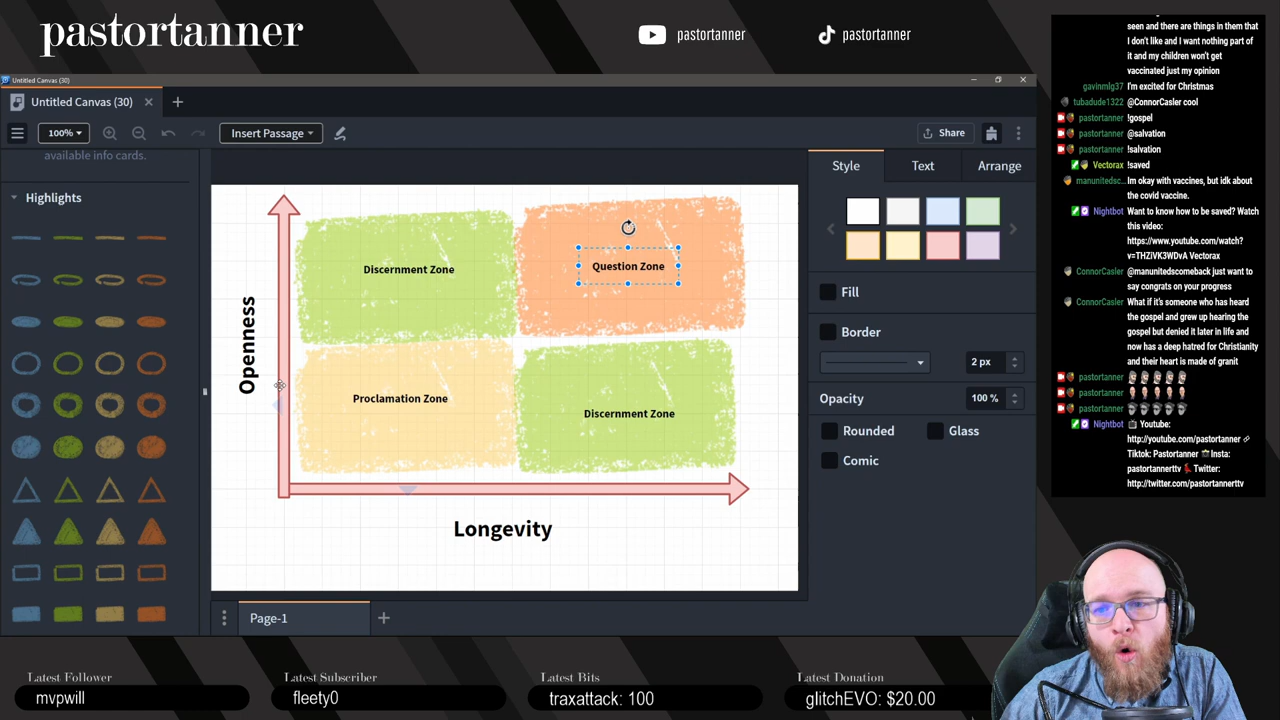 pastortanner
pastortanner
pastortanner
Untitled Canvas (30)
Untitled Canvas (30)
100%
Insert Passage
Share
available info cards.
Highlights
Openness
Discernment Zone
Question Zone
Proclamation Zone
Discernment Zone
Longevity
Page-1
Style
Text
Arrange
Fill
Border
2 px
Opacity
100 %
Rounded
Glass
Comic
seen and there are things in them that
I don't like and I want nothing part of
it and my children won't get
vaccinated just my opinion
gavinmlg37 I'm excited for Christmas
tubadude1322 @ConnorCasler cool
pastortanner !gospel
pastortanner @salvation
pastortanner !salvation
Vectorax !saved
manunitedsc... Im okay with vaccines, but idk about
the covid vaccine.
Nightbot Want to know how to be saved? Watch
this video:
https://www.youtube.com/watch?
v=THZiVK3WDvA Vectorax
ConnorCasler @manunitedscomeback just want to
say congrats on your progress
ConnorCasler What if it's someone who has heard
the gospel and grew up hearing the
gospel but denied it later in life and
now has a deep hatred for Christianity
and their heart is made of granit
pastortanner
pastortanner
pastortanner
Nightbot Youtube:
http://youtube.com/pastortanner
Tiktok: Pastortanner Insta:
pastortannerttv Twitter:
http://twitter.com/pastortannerttv
Latest Follower
mvpwill
Latest Subscriber
fleety0
Latest Bits
traxattack: 100
Latest Donation
glitchEVO: $20.00